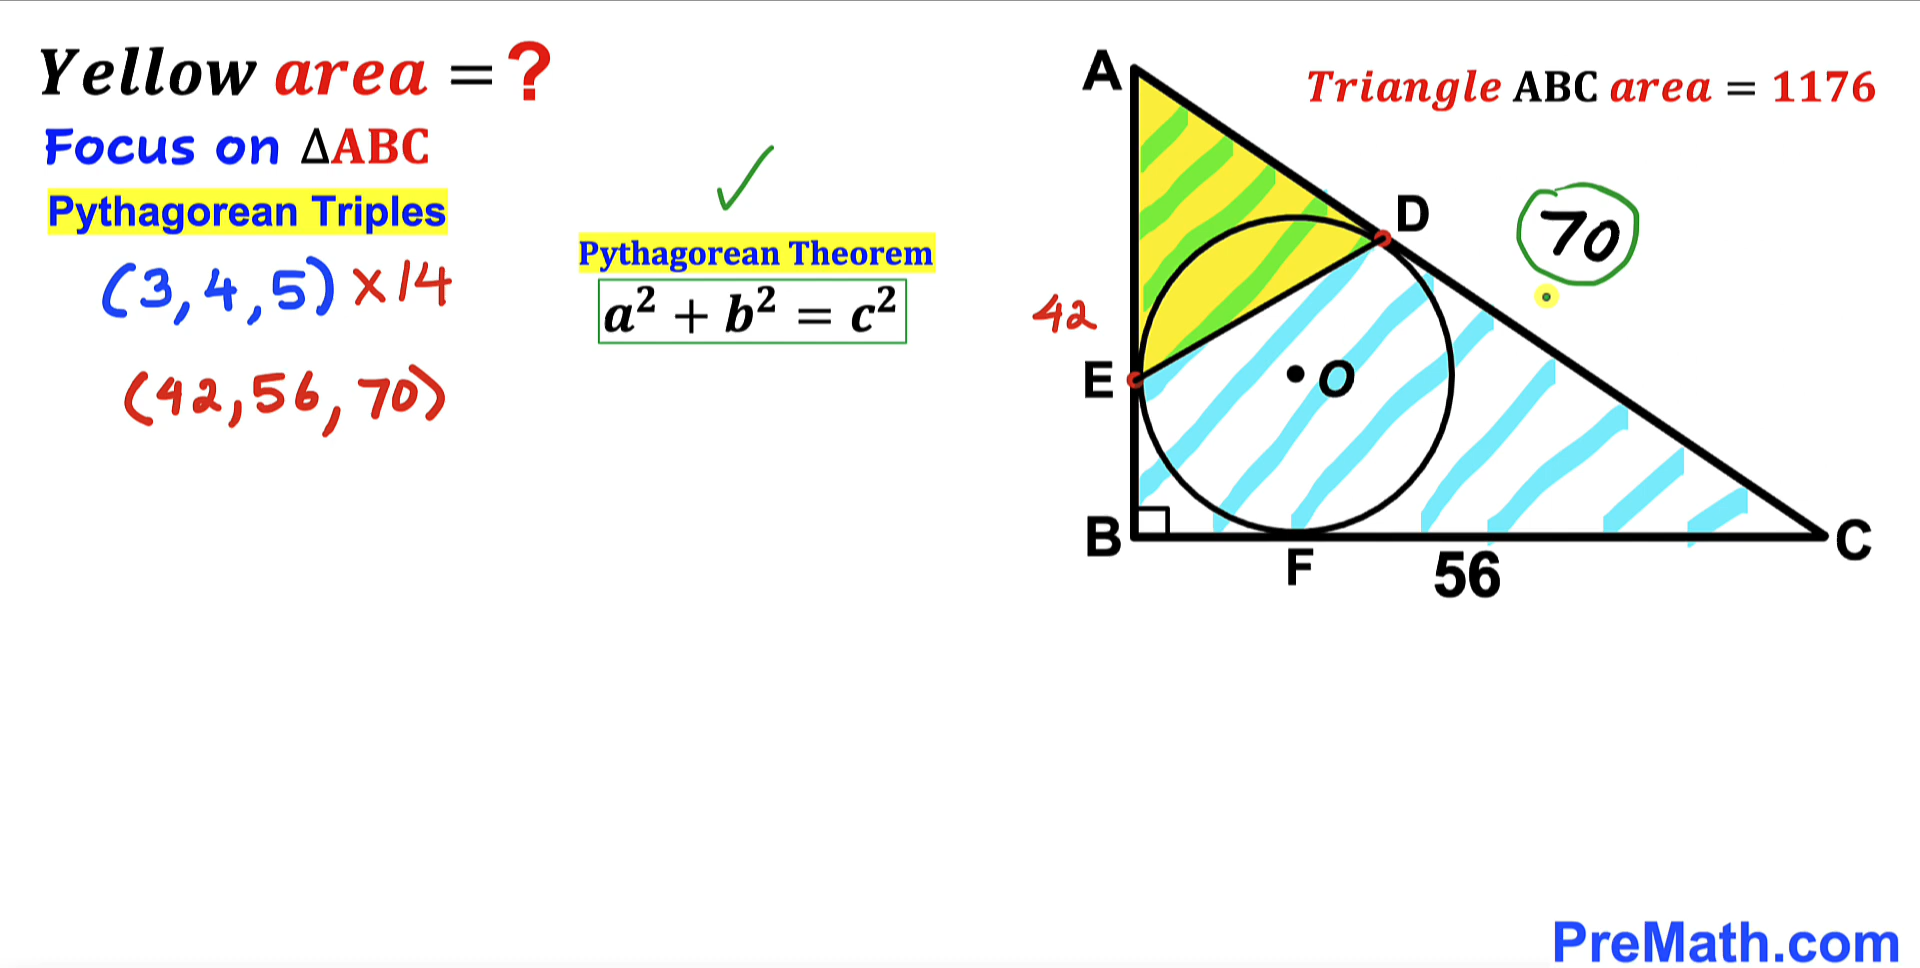 Yellow area = ?
Focus on ΔABC
Pythagorean Triples
(3,4,5) ×14
(42,56,70)
Pythagorean Theorem
a² + b² = c²
Triangle ABC area = 1176
A
D
70
42
E
O
B
F
56
C
PreMath.com